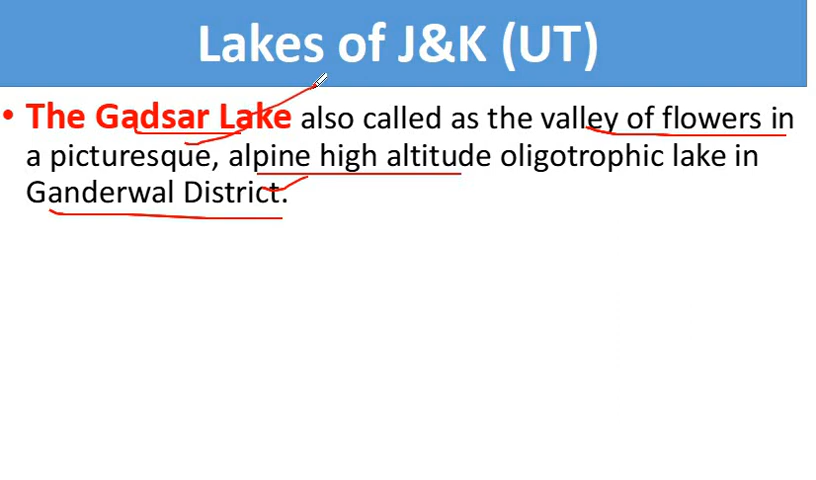 Lakes of J&K (UT)
• The Gadsar Lake also called as the valley of flowers in
a picturesque, alpine high altitude oligotrophic lake in
Ganderwal District.